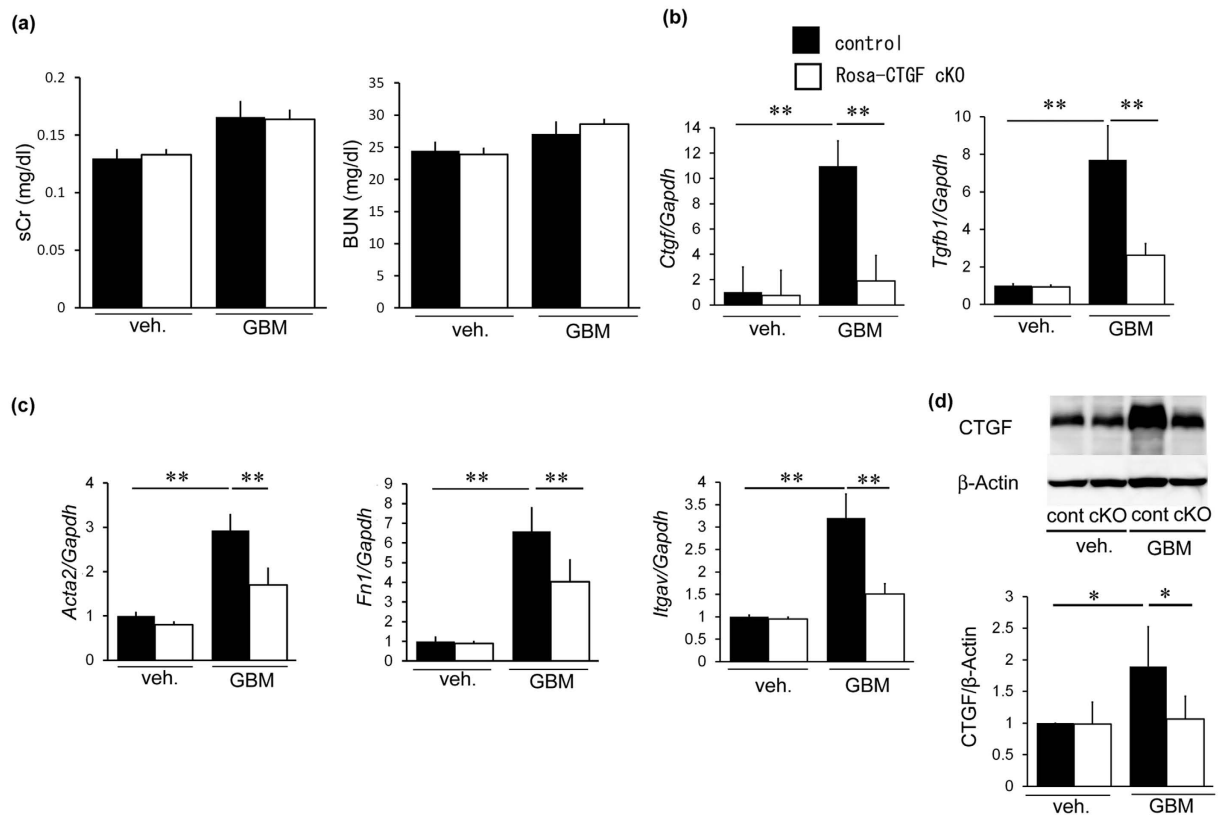 (a)
sCr (mg/dl)
0.2
0.15
0.1
0.05
0
veh.
GBM
BUN (mg/dl)
35
30
25
20
15
10
5
0
veh.
GBM
(b)
control
Rosa-CTGF cKO
Ctgf/Gapdh
14
12
10
8
6
4
2
0
** **
veh.
GBM
Tgfb1/Gapdh
10
8
6
4
2
0
** **
veh.
GBM
(c)
Acta2/Gapdh
4
3
2
1
0
** **
veh.
GBM
Fn1/Gapdh
9
8
7
6
5
4
3
2
1
0
** **
veh.
GBM
Itgav/Gapdh
4
3.5
3
2.5
2
1.5
1
0.5
0
** **
veh.
GBM
(d)
CTGF
β-Actin
cont cKO cont cKO
veh. GBM
CTGF/β-Actin
3
2.5
2
1.5
1
0.5
0
* *
veh.
GBM